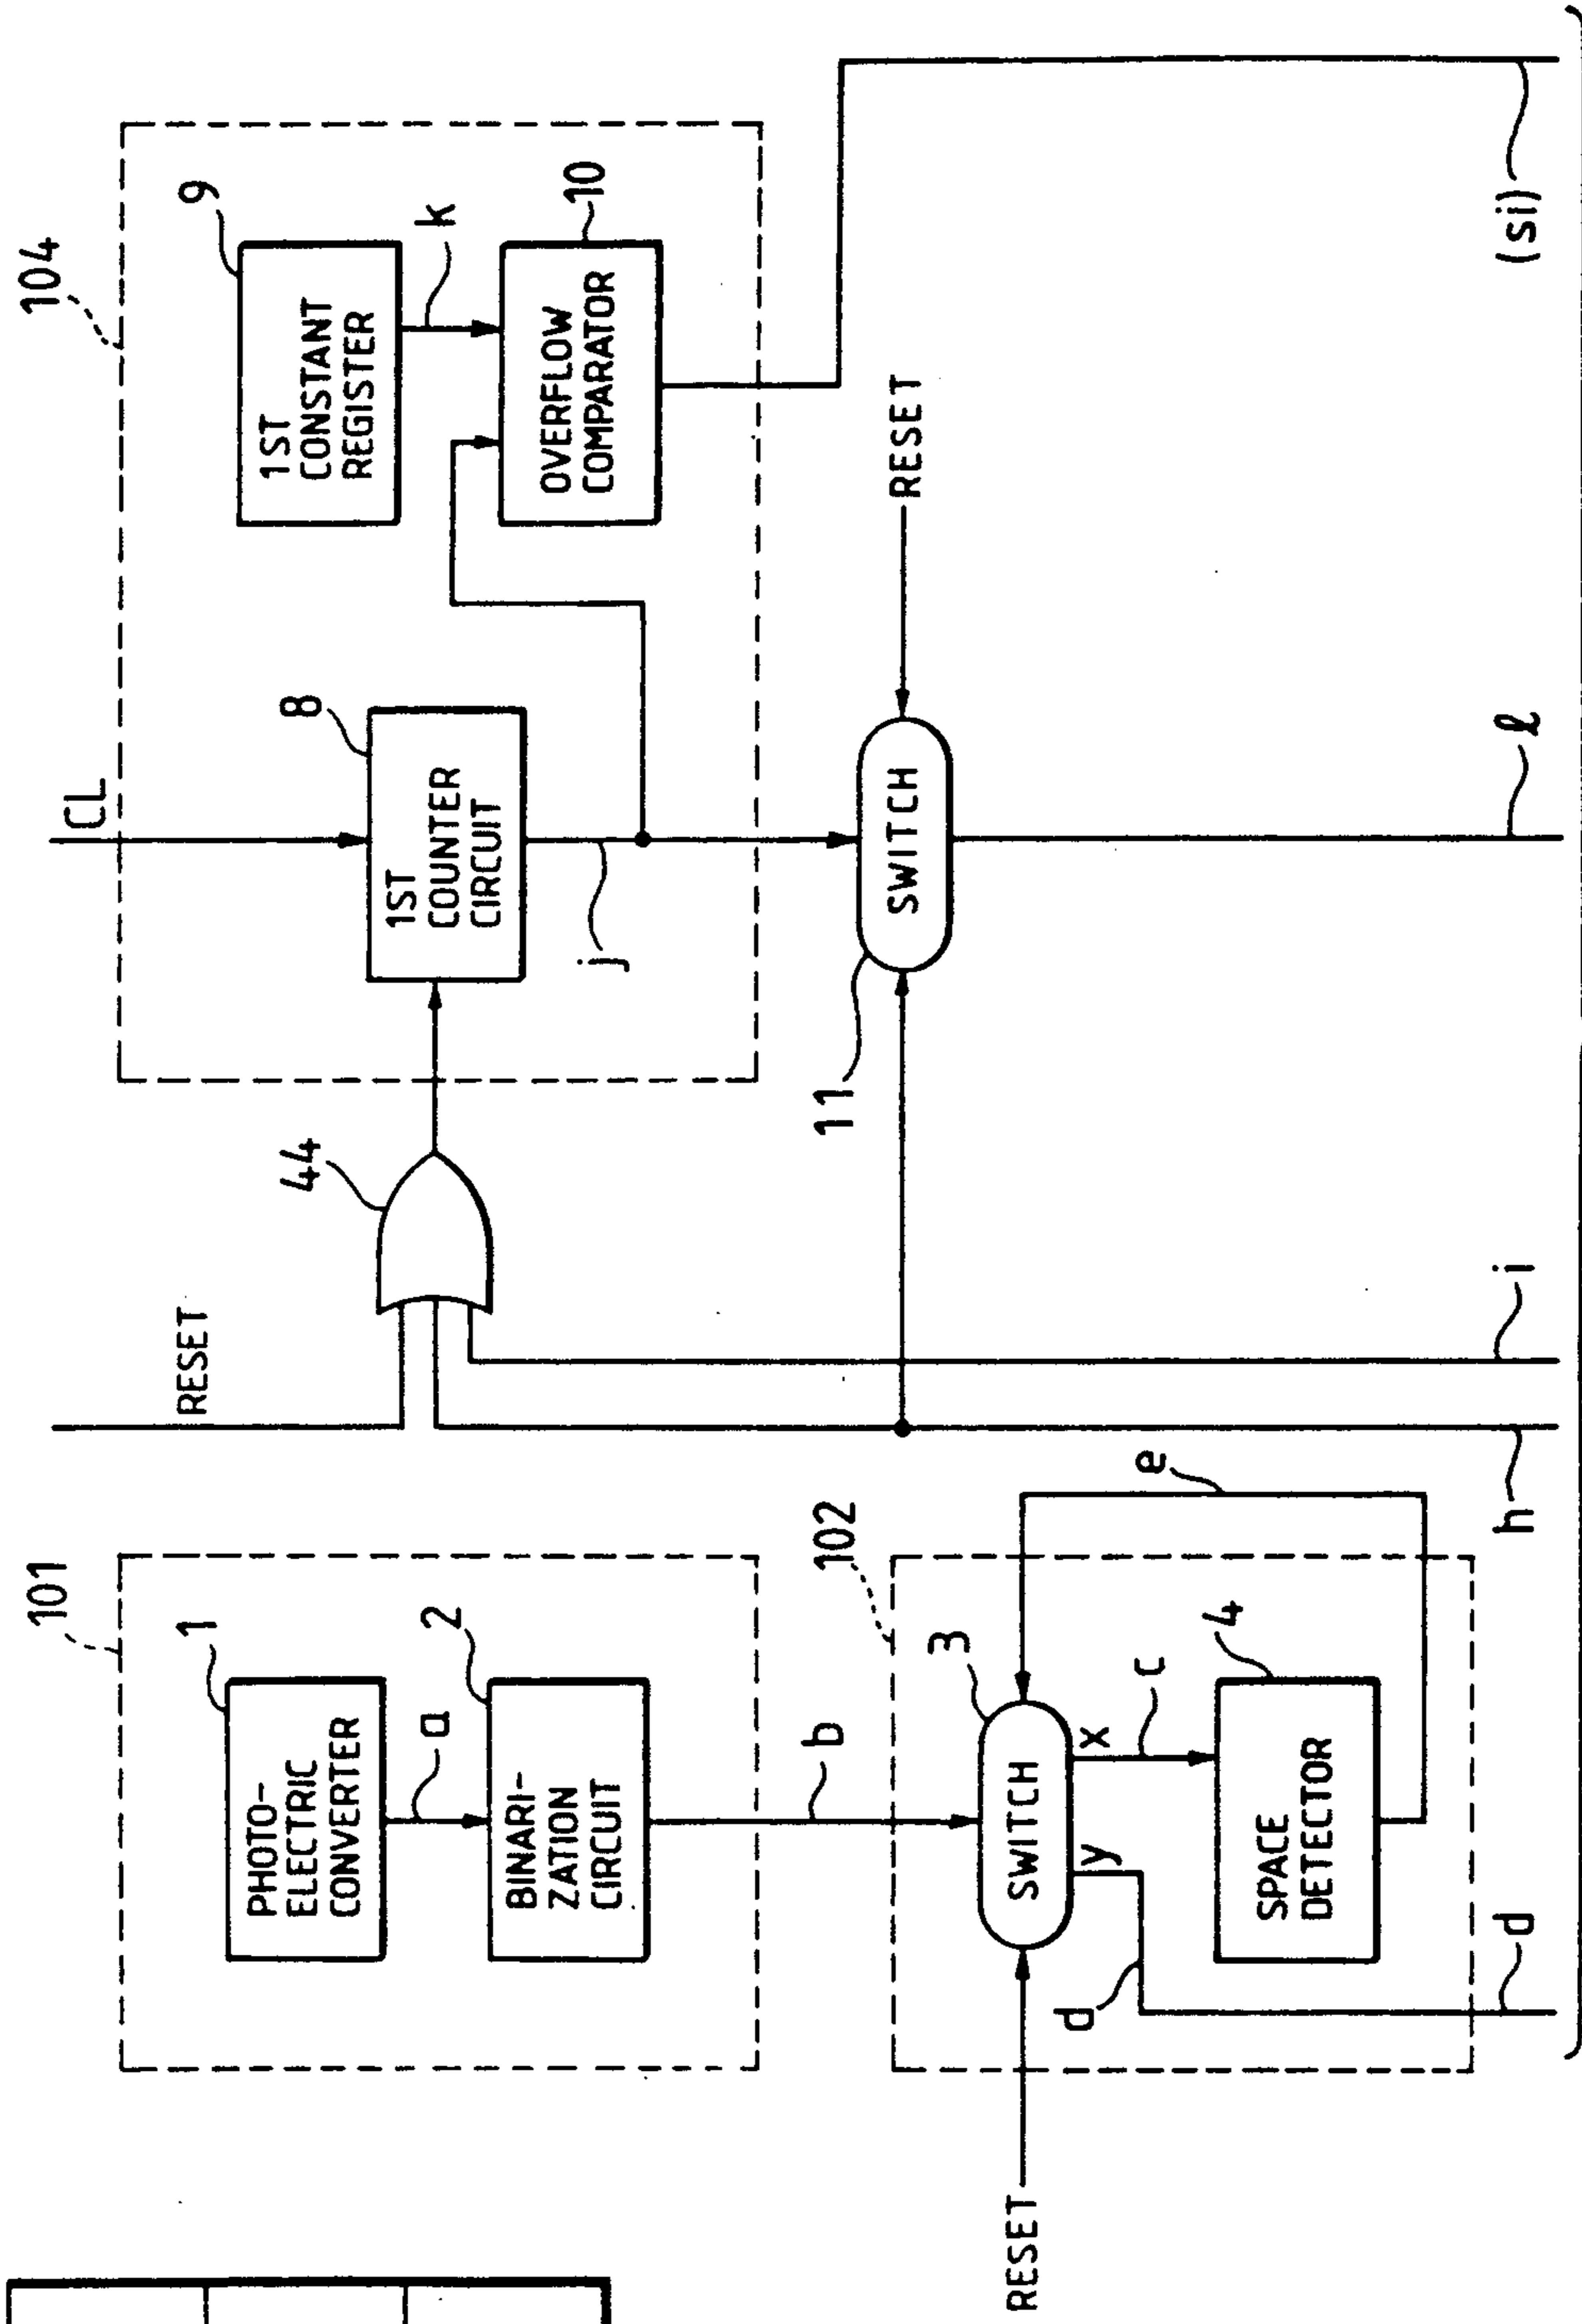 101
1
PHOTO-
ELECTRIC
CONVERTER
a
2
BINARI-
ZATION
CIRCUIT
b
102
RESET
3
SWITCH
x
y
c
d
4
SPACE
DETECTOR
e
d
RESET
44
h
i
104
CL
8
1ST
COUNTER
CIRCUIT
j
9
1ST
CONSTANT
REGISTER
k
10
OVERFLOW
COMPARATOR
11
SWITCH
RESET
ℓ
(si)